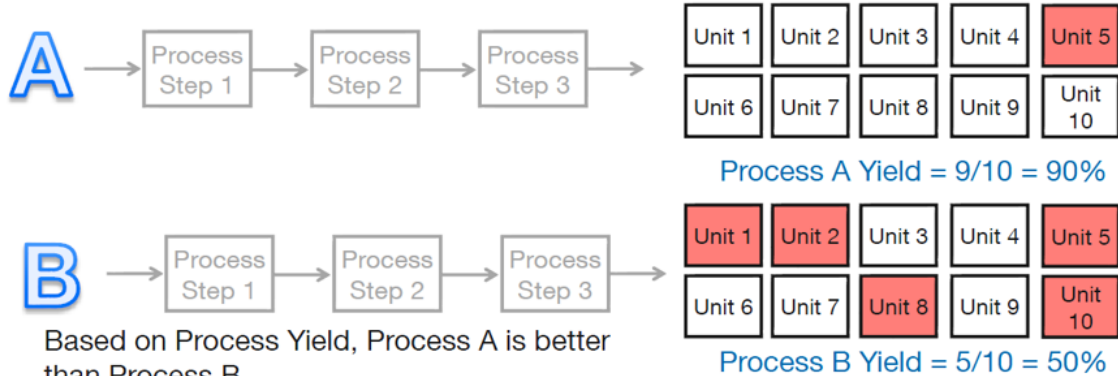 A
Process
Step 1
Process
Step 2
Process
Step 3
Unit 1 Unit 2 Unit 3 Unit 4 Unit 5
Unit 6 Unit 7 Unit 8 Unit 9 Unit
10
Process A Yield = 9/10 = 90%
B
Process
Step 1
Process
Step 2
Process
Step 3
Unit 1 Unit 2 Unit 3 Unit 4 Unit 5
Unit 6 Unit 7 Unit 8 Unit 9 Unit
10
Process B Yield = 5/10 = 50%
Based on Process Yield, Process A is better
than Process B